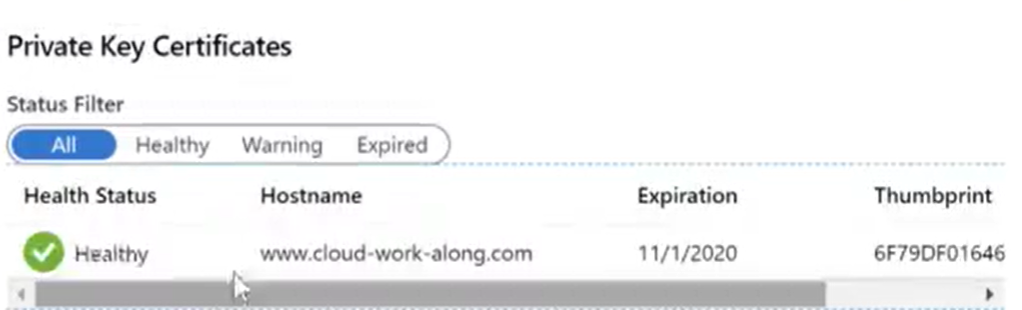 Private Key Certificates
Status Filter
All Healthy Warning Expired
Health Status Hostname Expiration Thumbprint
Healthy www.cloud-work-along.com 11/1/2020 6F79DF01646